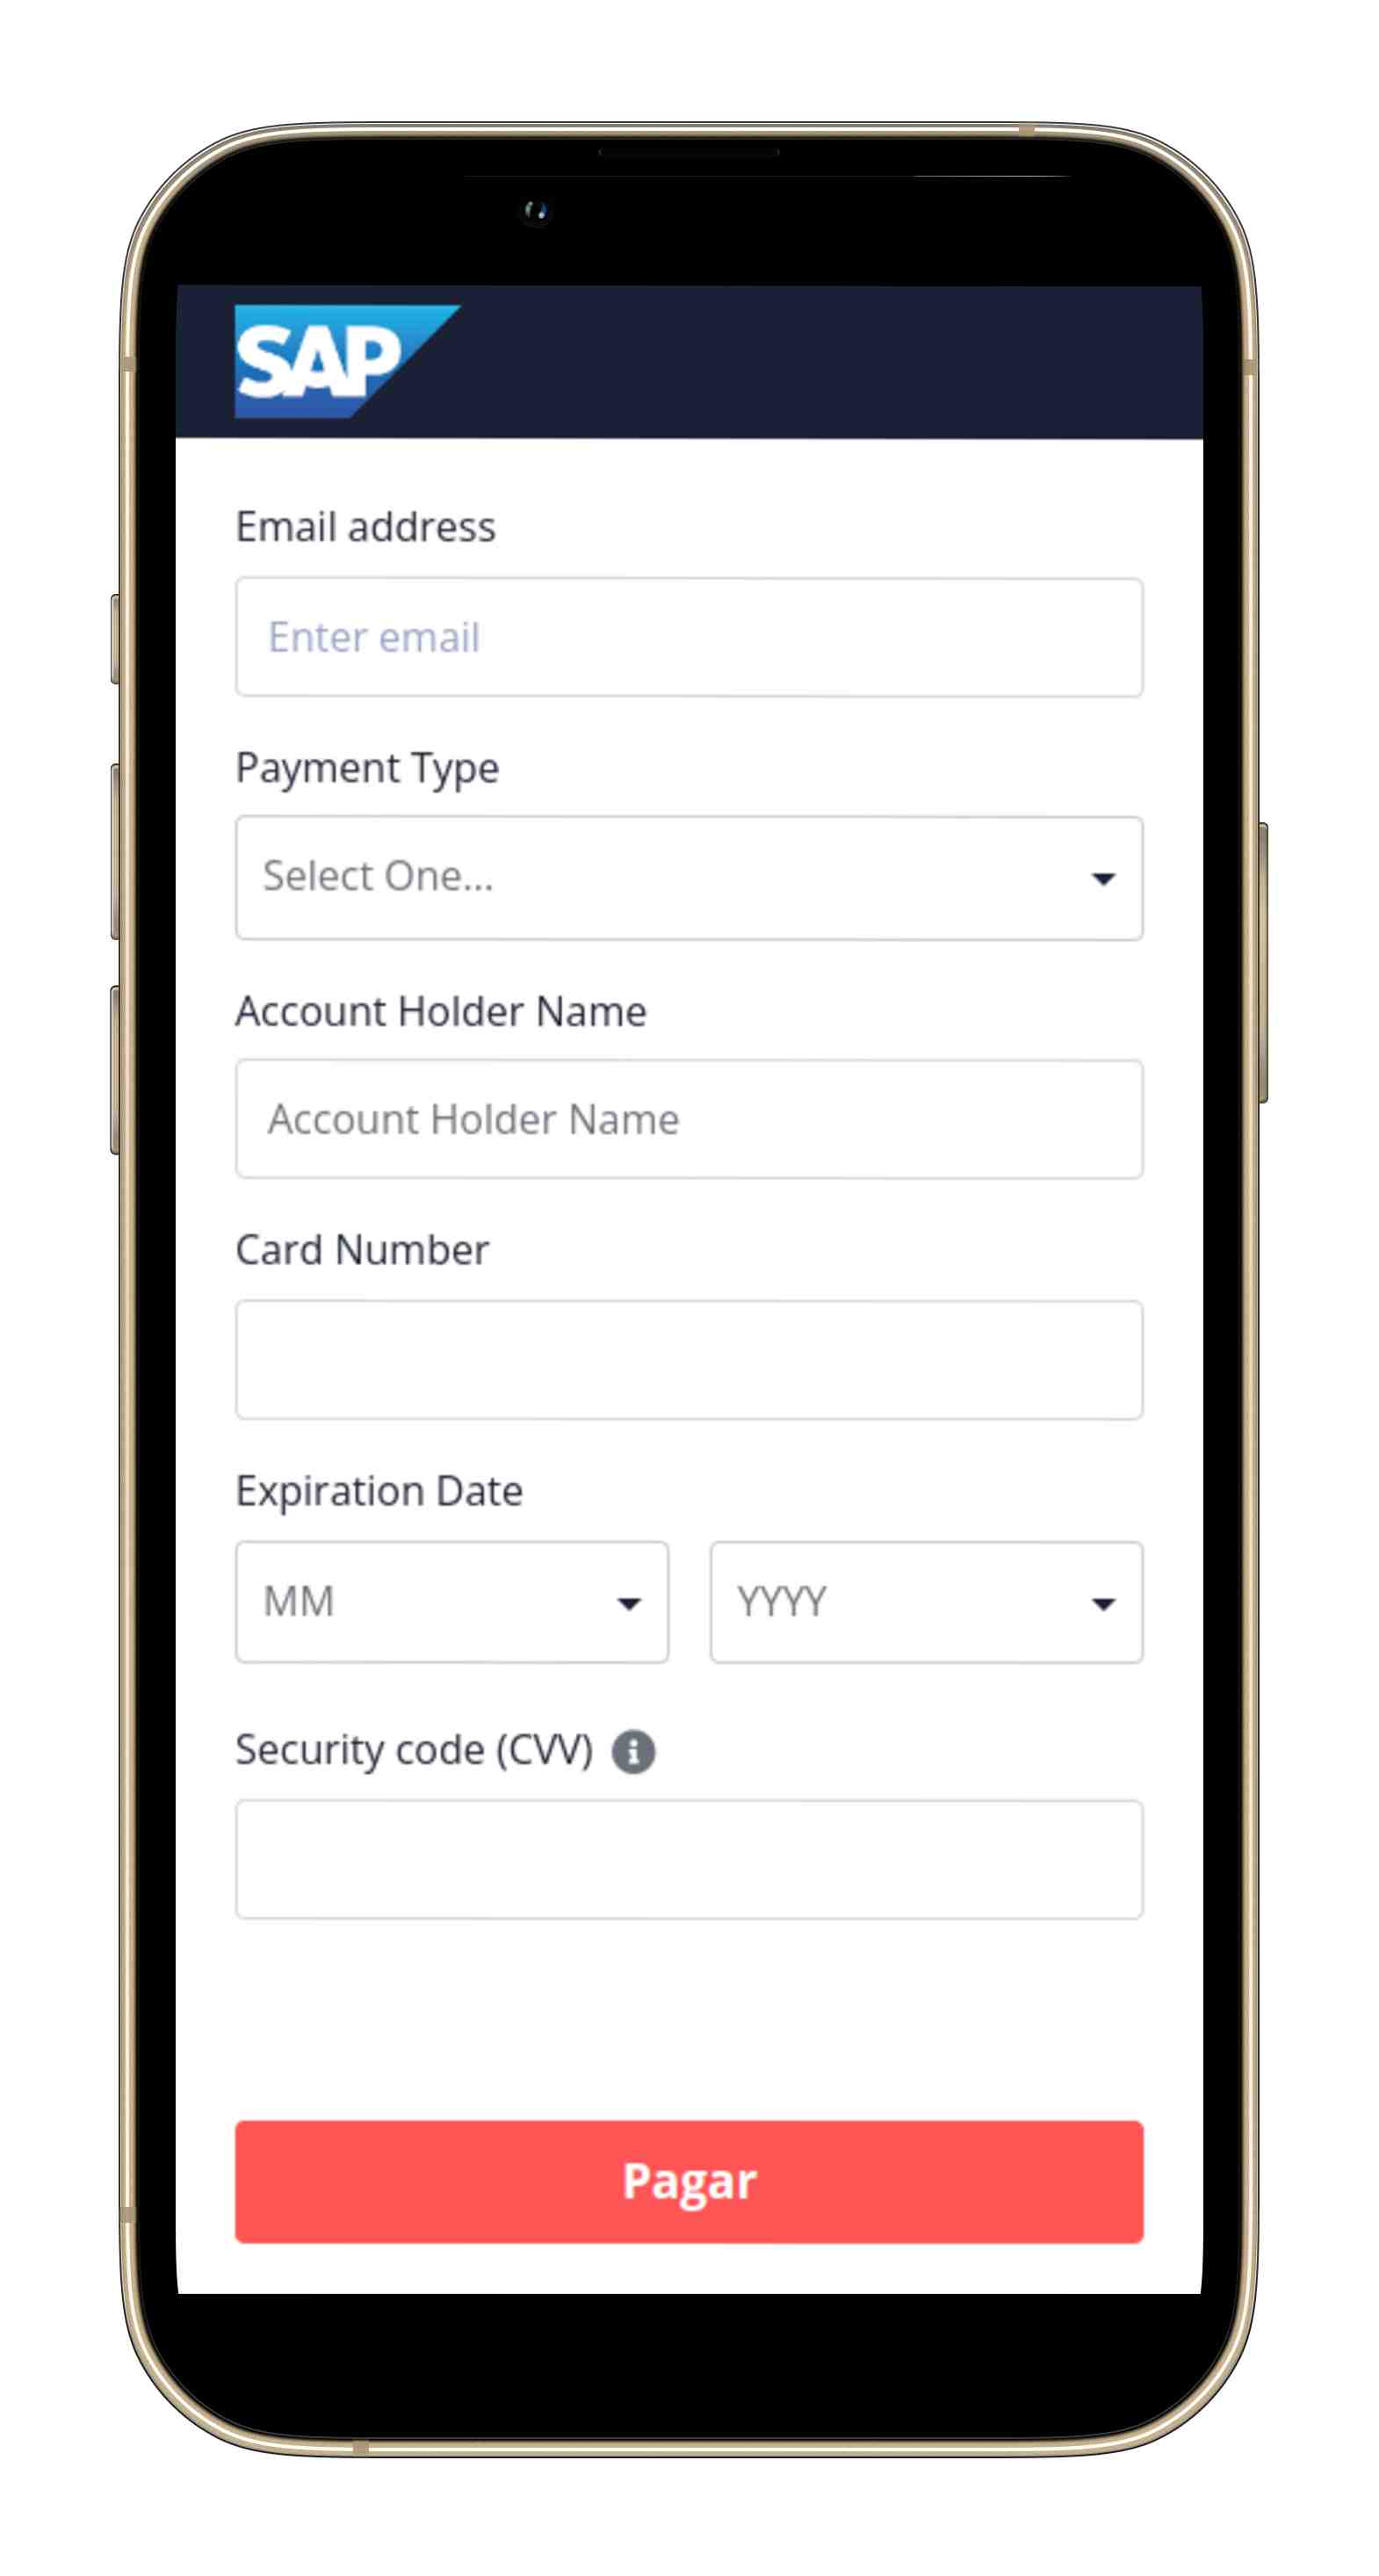 SAP
Email address
Enter email
Payment Type
Select One...
Account Holder Name
Account Holder Name
Card Number
Expiration Date
MM YYYY
Security code (CVV)
Pagar